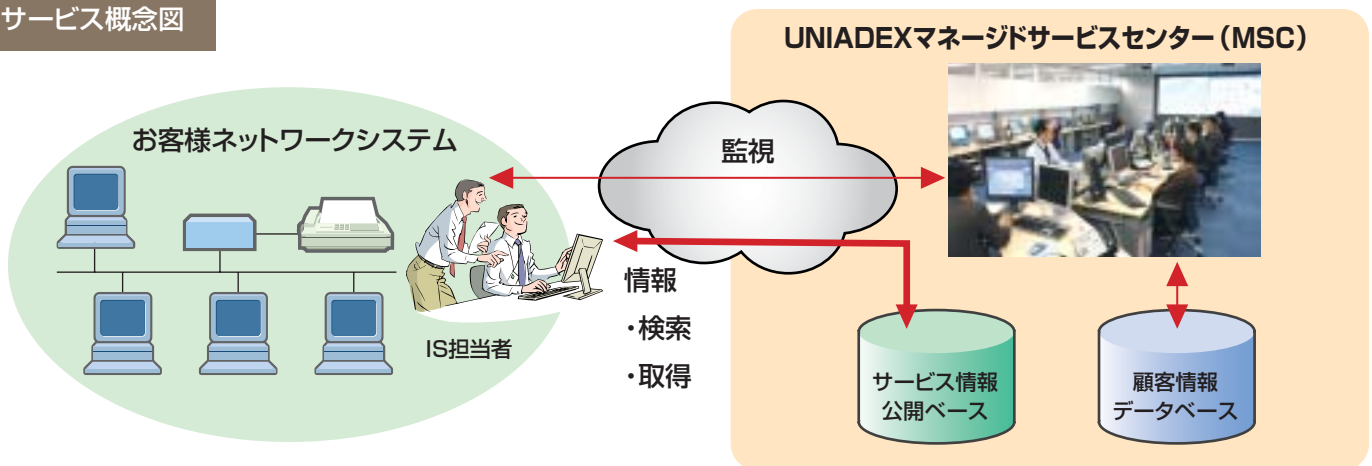 サービス概念図
UNIADEXマネージドサービスセンター（MSC）
お客様ネットワークシステム
監視
情報
・検索
・取得
IS担当者
サービス情報
公開ベース
顧客情報
データベース